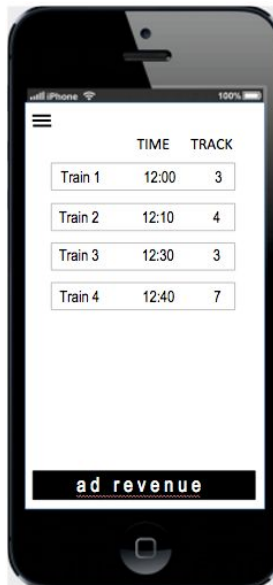 iPhone 100%
TIME TRACK
Train 1 12:00 3
Train 2 12:10 4
Train 3 12:30 3
Train 4 12:40 7
ad revenue